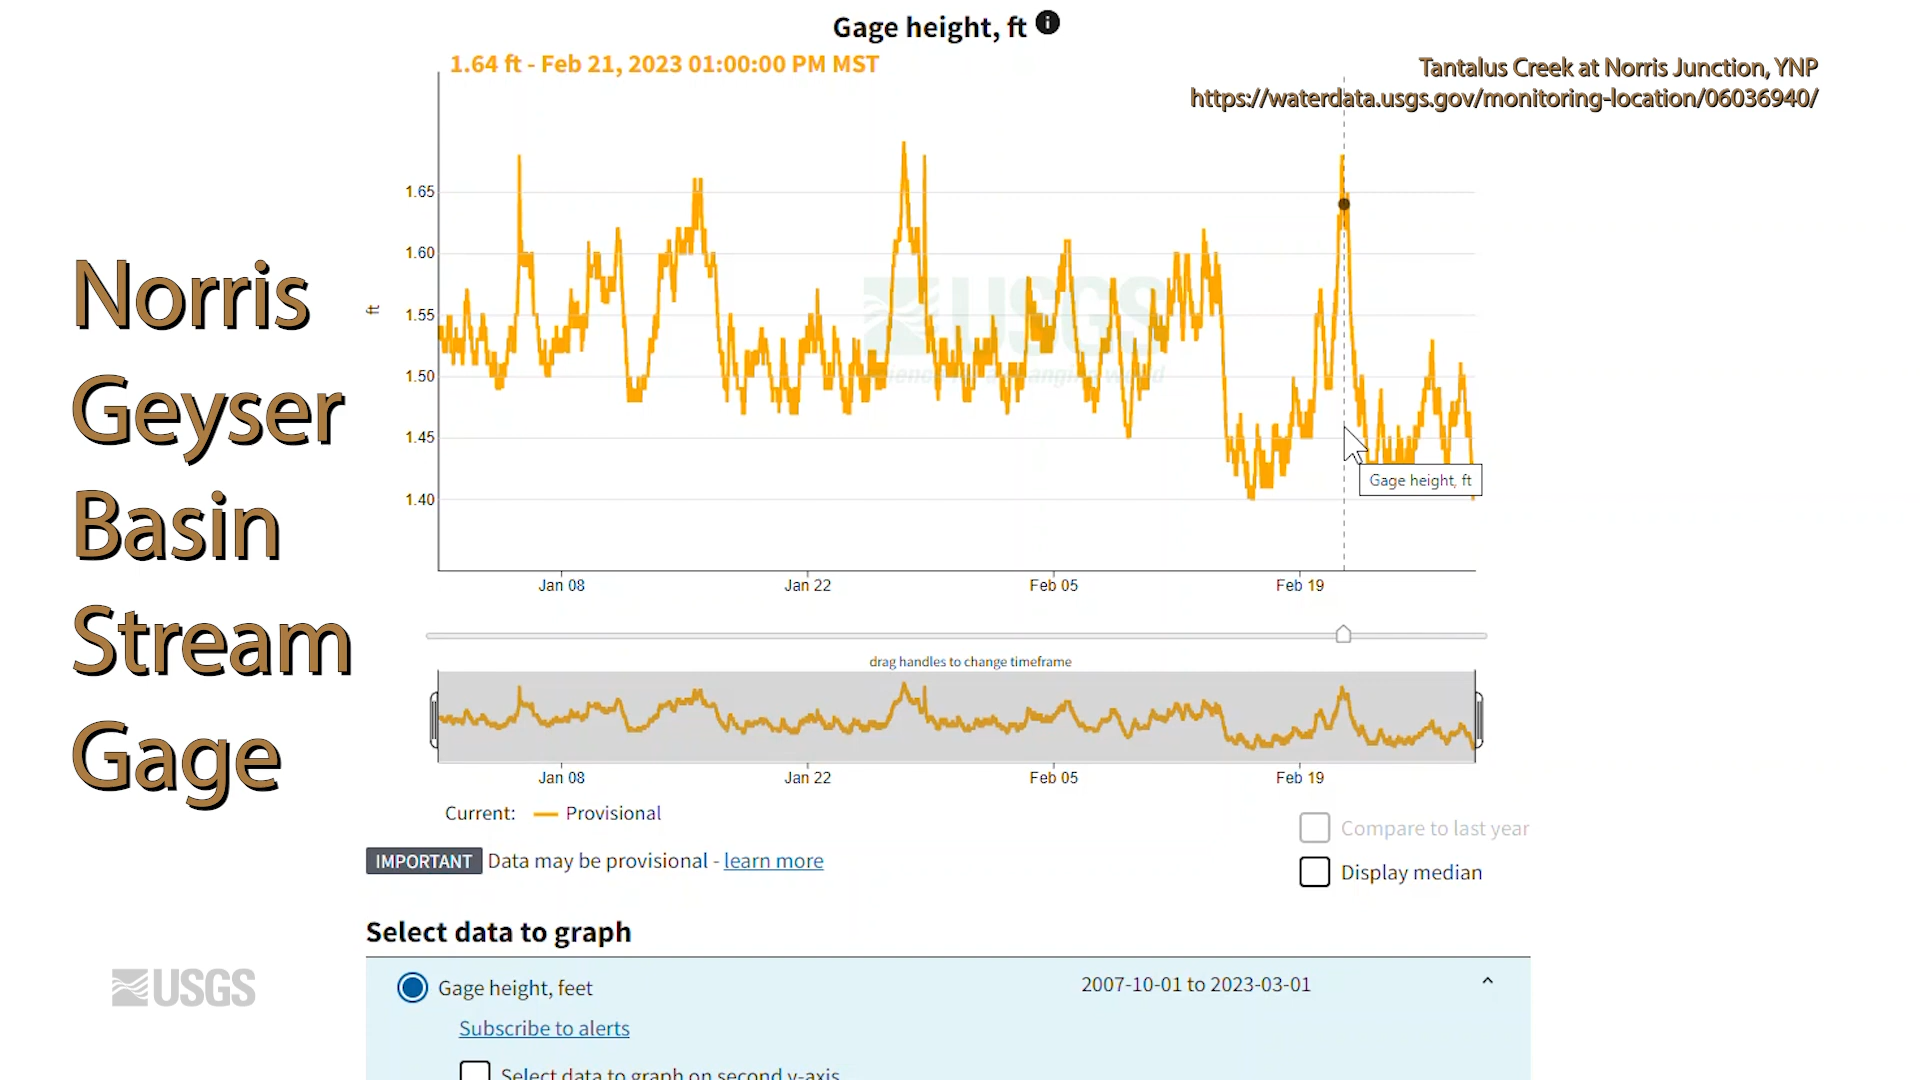 Gage height, ft
1.64 ft - Feb 21, 2023 01:00:00 PM MST
Tantalus Creek at Norris Junction, YNP
https://waterdata.usgs.gov/monitoring-location/06036940/
Norris
Geyser
Basin
Stream
Gage
ft
1.65
1.60
1.55
1.50
1.45
1.40
USGS
Gage height, ft
Jan 08 Jan 22 Feb 05 Feb 19
drag handles to change timeframe
Jan 08 Jan 22 Feb 05 Feb 19
Current: Provisional
Compare to last year
IMPORTANT Data may be provisional - learn more
Display median
Select data to graph
USGS
Gage height, feet 2007-10-01 to 2023-03-01
Subscribe to alerts
Select data to graph on second y-axis